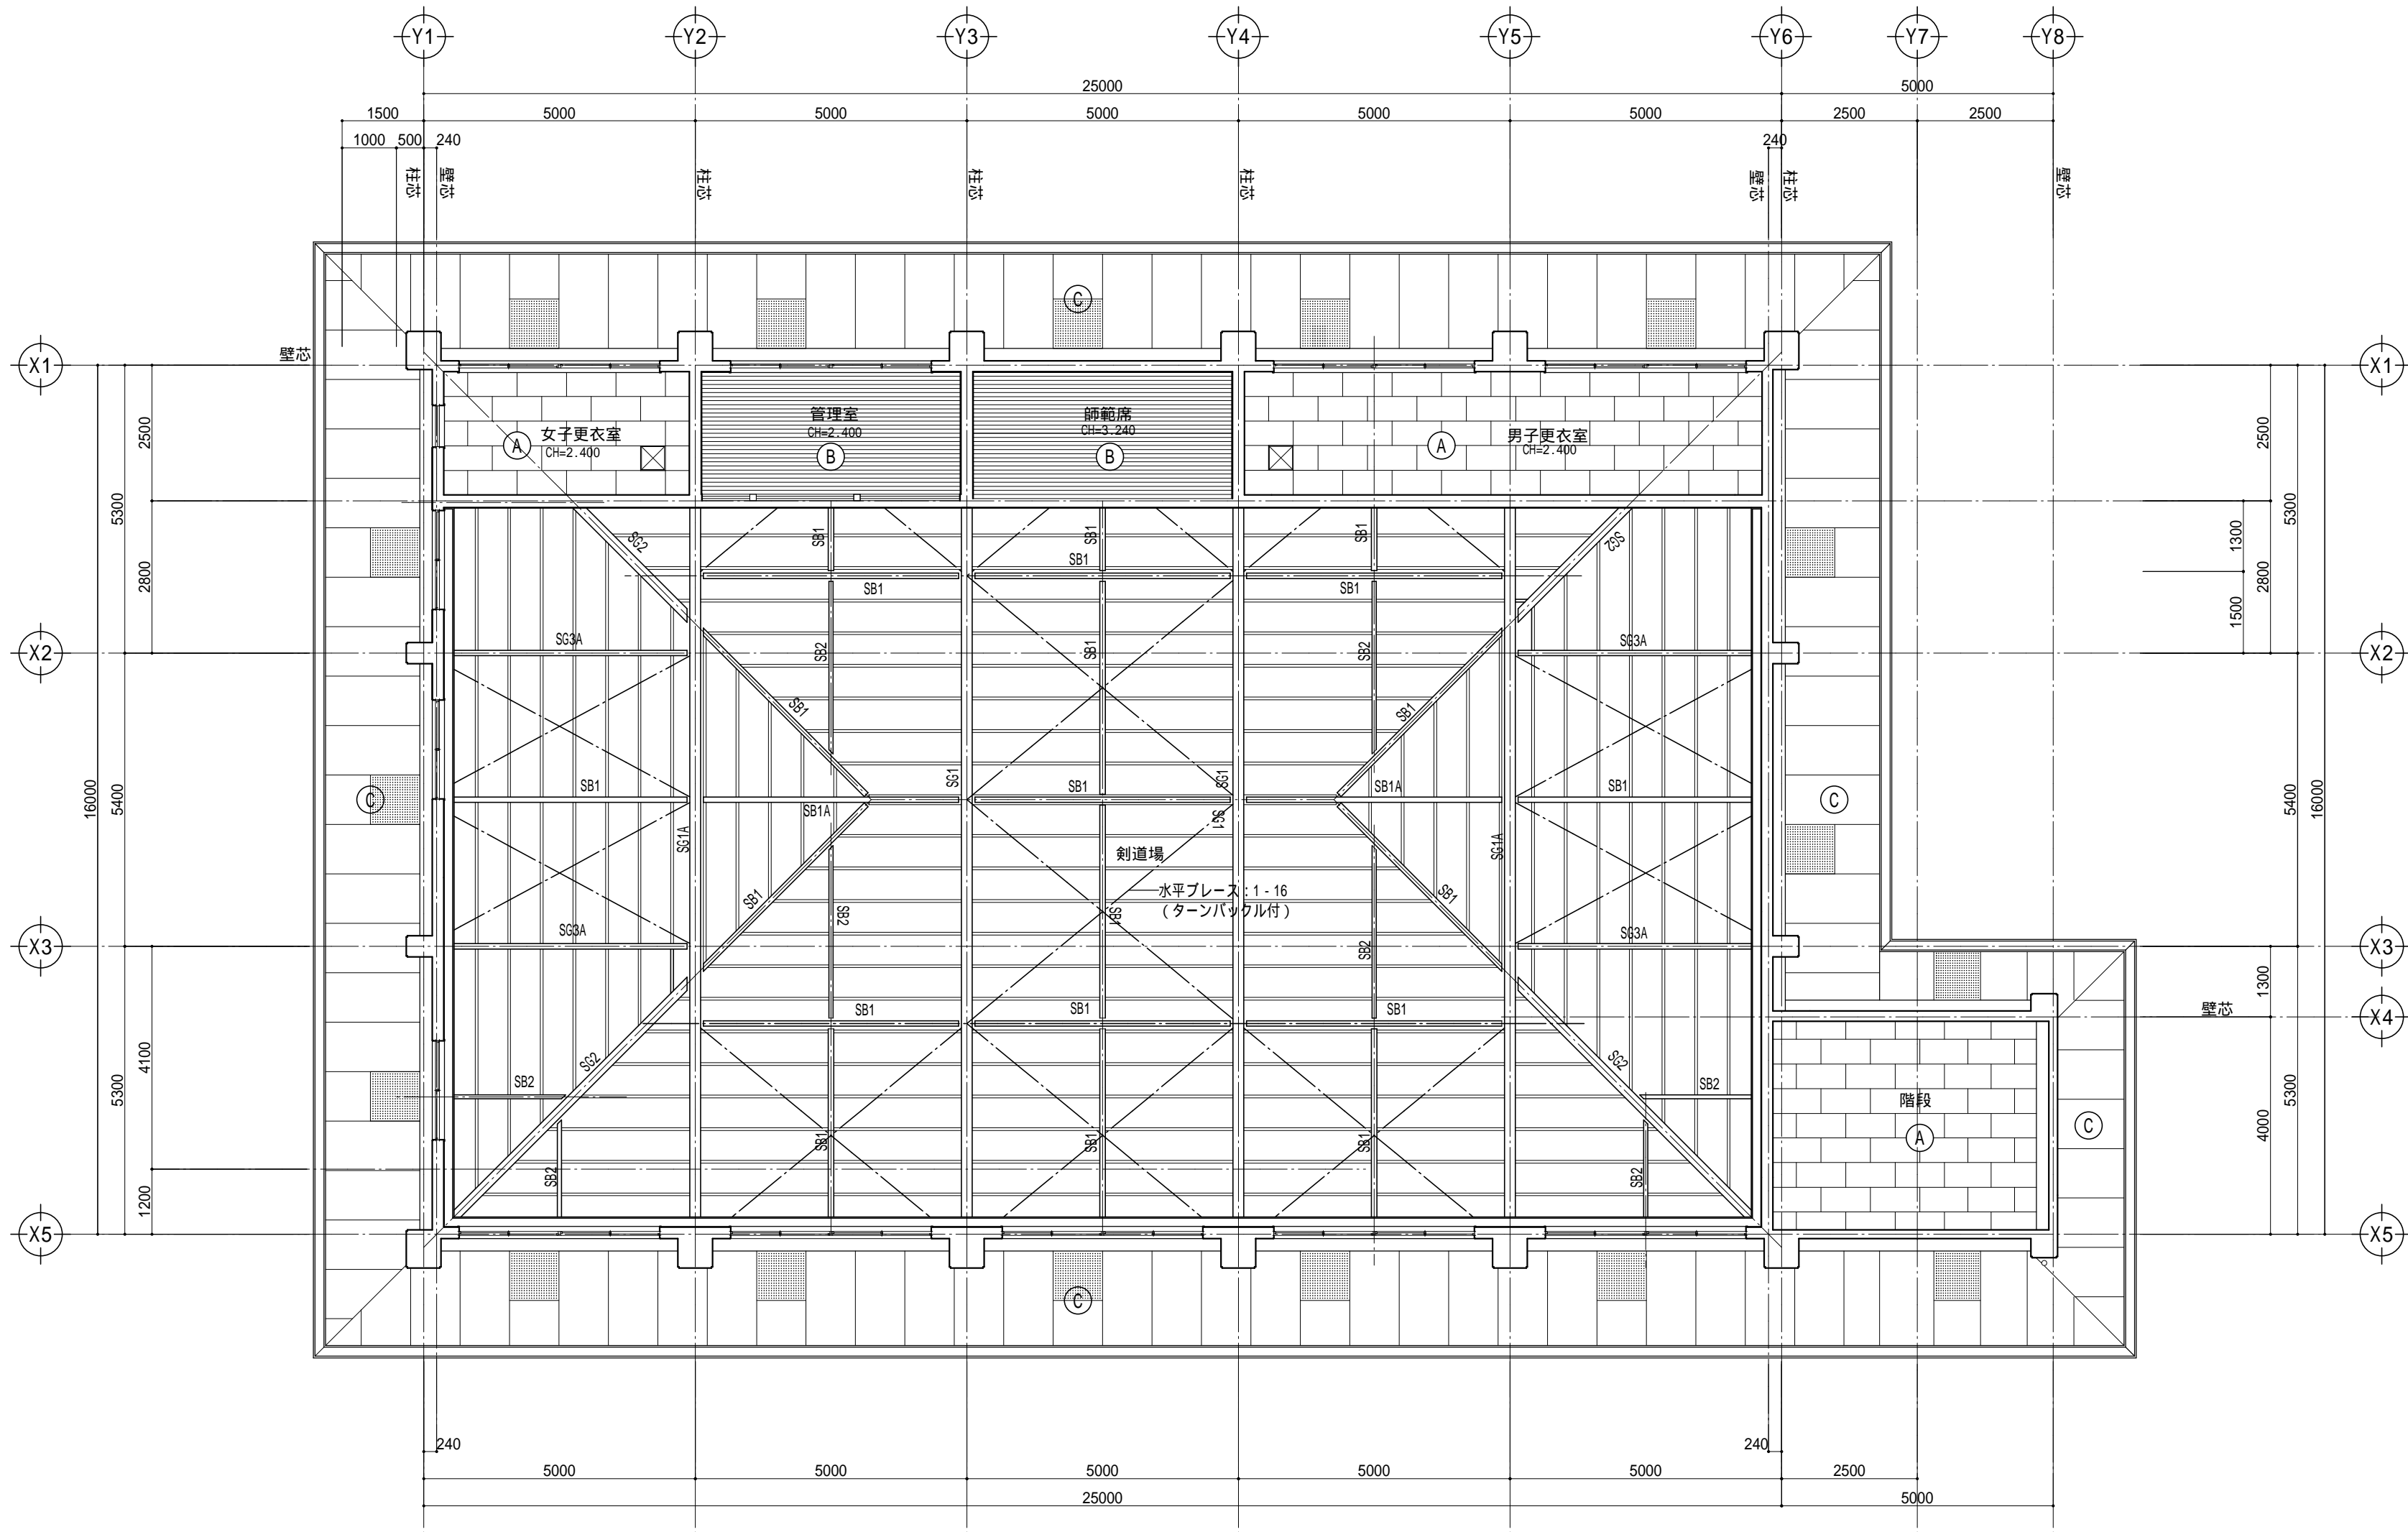 Y1 Y2 Y3 Y4 Y5 Y6 Y7 Y8
25000 5000
1500 5000 5000 5000 5000 5000 2500 2500
1000 500 240 240
柱芯 壁芯 柱芯 柱芯 柱芯 壁芯 柱芯 壁芯
C
X1 壁芯 X1
管理室
CH=2.400
B
師範席
CH=3.240
B
A 女子更衣室
CH=2.400
A 男子更衣室
CH=2.400
2500 2500
5300 5300
1300
2800 2800
1500
SG2 SB1 SB1 SB1 SG2
SB1
SB1 SB1
X2 SG3A SB2 SB1 SB2 SG3A X2
SB1 SB1
16000 5400 5400 16000
C SB1 SB1A SG1 SB1 SG1 SB1A SB1 C
SG1A SG1 SG1A
剣道場
水平ブレース : 1 - 16
( ターンバックル付 )
SB1 SB2 SB1 SB2 SB1
X3 SG3A SG3A X3
SB1 SB1 SB1
1300
壁芯 X4
4100
5300 5300
SG2 SG2
SB2 SB2
階段
A
C
4000
SB2 SB1 SB1 SB1 SB2
1200
X5 X5
C
240 240
5000 5000 5000 5000 5000 2500
25000 5000